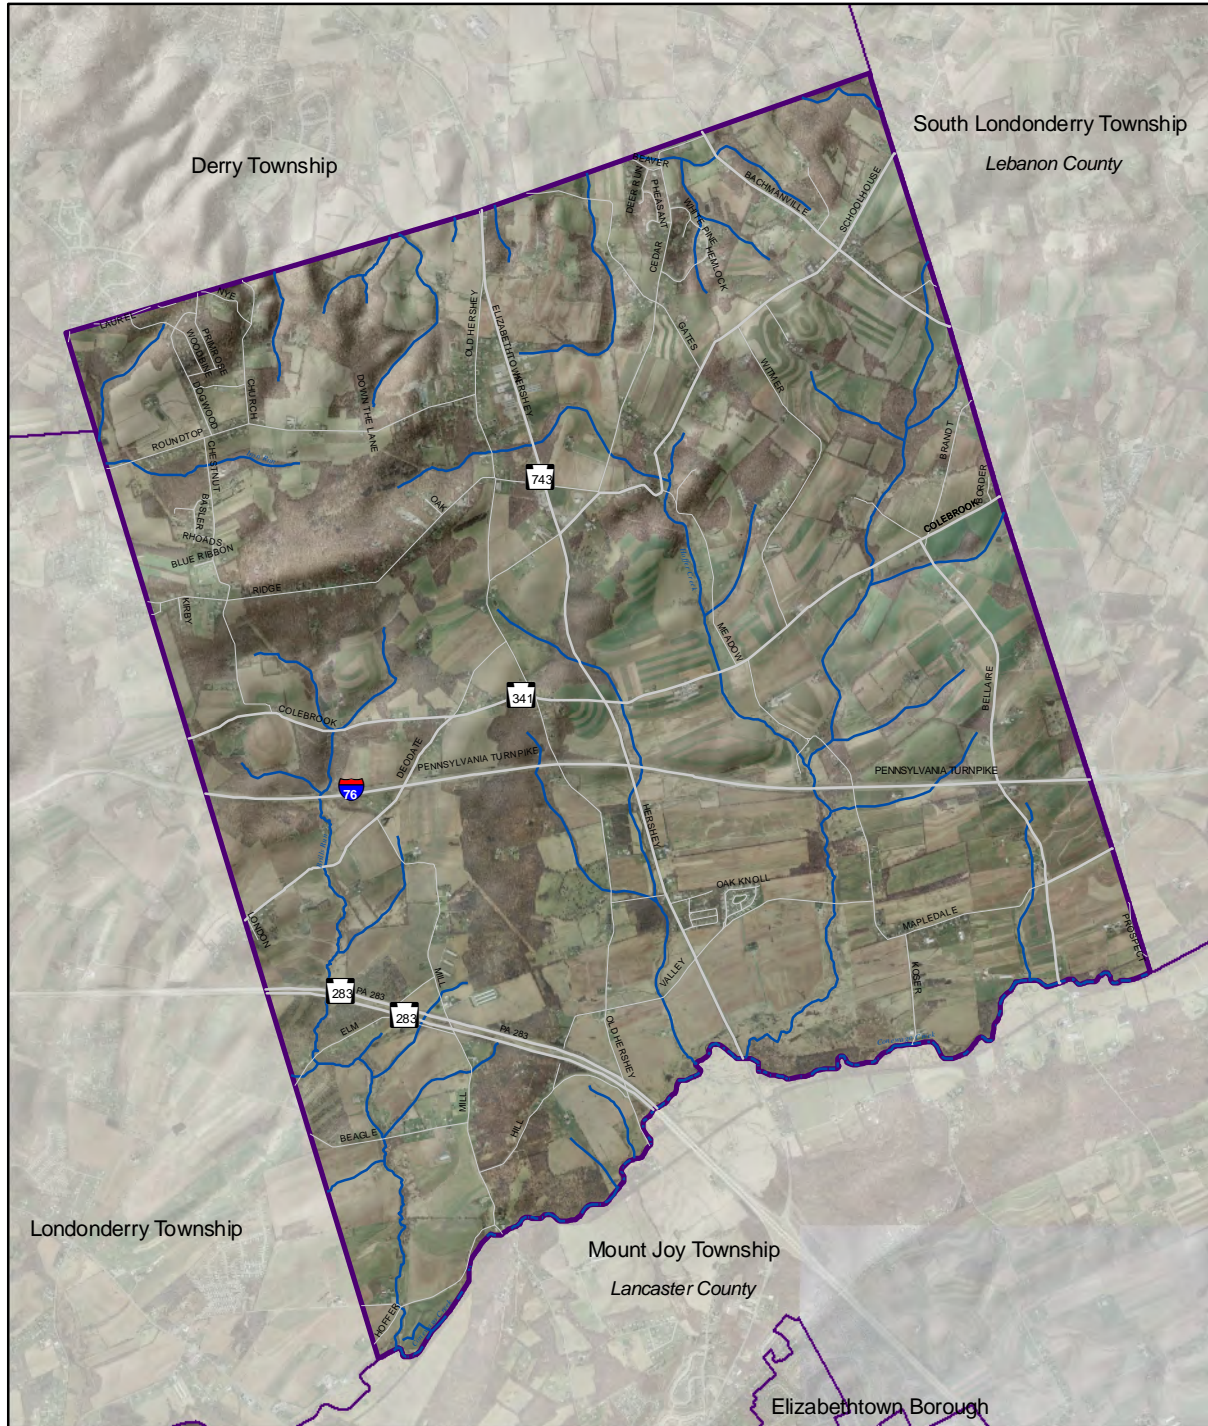 South Londonderry Township
Lebanon County
Derry Township
BEAVER
DEER RUN
PHEASANT
BACHMANVILLE
WHITE PINE
HEMLOCK
SCHOOLHOUSE
CEDAR
NYE
LAUREL
PRIMROSE
WOODBINE
DOGWOOD
CHURCH
DOWN THE LANE
OLD HERSHEY
ELIZABETHTOWN
HERSHEY
GATES
WITMER
ROUNDTOP
CHESTNUT
BRANDT
BORDER
COLEBROOK
743
OAK
BASLER
RHOADS
BLUE RIBBON
RIDGE
KIRBY
MEADOW
BELLAIRE
341
COLEBROOK
DEODATE
PENNSYLVANIA TURNPIKE
PENNSYLVANIA TURNPIKE
76
HERSHEY
OAK KNOLL
MAPLEDALE
PROSPECT
LONDON
VALLEY
KOSER
MILL
283
PA 283
283
ELM
PA 283
OLD HERSHEY
MILL
HILL
BEAGLE
Londonderry Township
Mount Joy Township
Lancaster County
HOFFER
Elizabethtown Borough